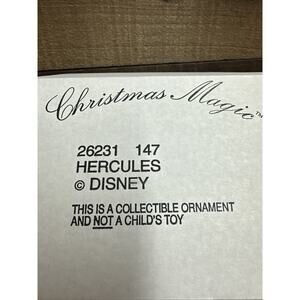 Christmas Magic™
26231 147
HERCULES
© DISNEY
THIS IS A COLLECTIBLE ORNAMENT
AND NOT A CHILD'S TOY